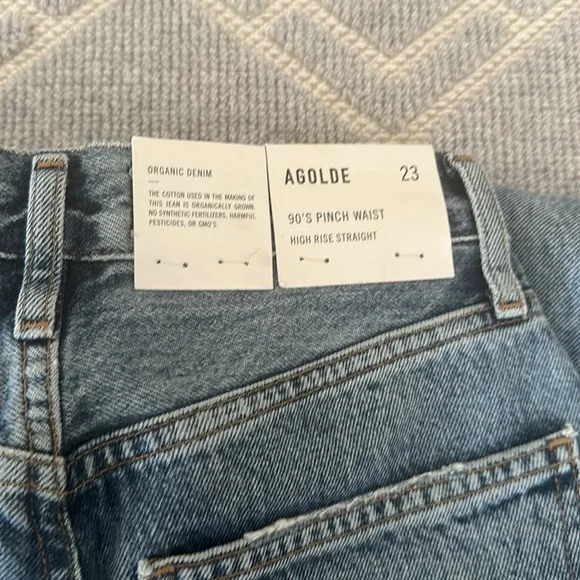 ORGANIC DENIM
THE COTTON USED IN THE MAKING OF
THIS JEAN IS ORGANICALLY GROWN.
NO SYNTHETIC FERTILIZERS, HARMFUL
PESTICIDES, OR GMO'S.
AGOLDE 23
90'S PINCH WAIST
HIGH RISE STRAIGHT